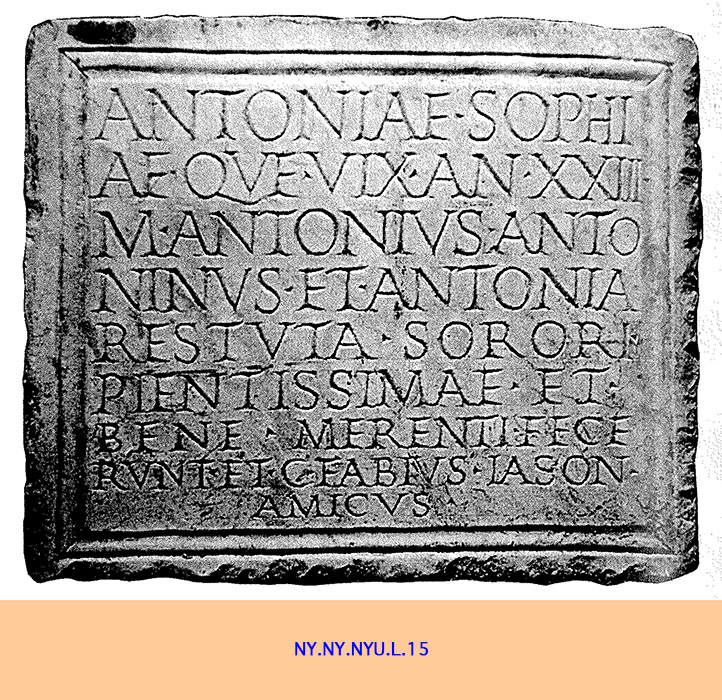 ANTONIAE·SOPHI
AE·QVE·VIX·AN·XXIIII·
M·ANTONIVS·ANTO
NINVS·ET·ANTONIA
RESTVTA·SORORI
PIENTISSIMAE·ET·
BENE·MERENTI·FECE
RVNT·ET·C·FABIVS·IASON·
AMICVS
NY.NY.NYU.L.15